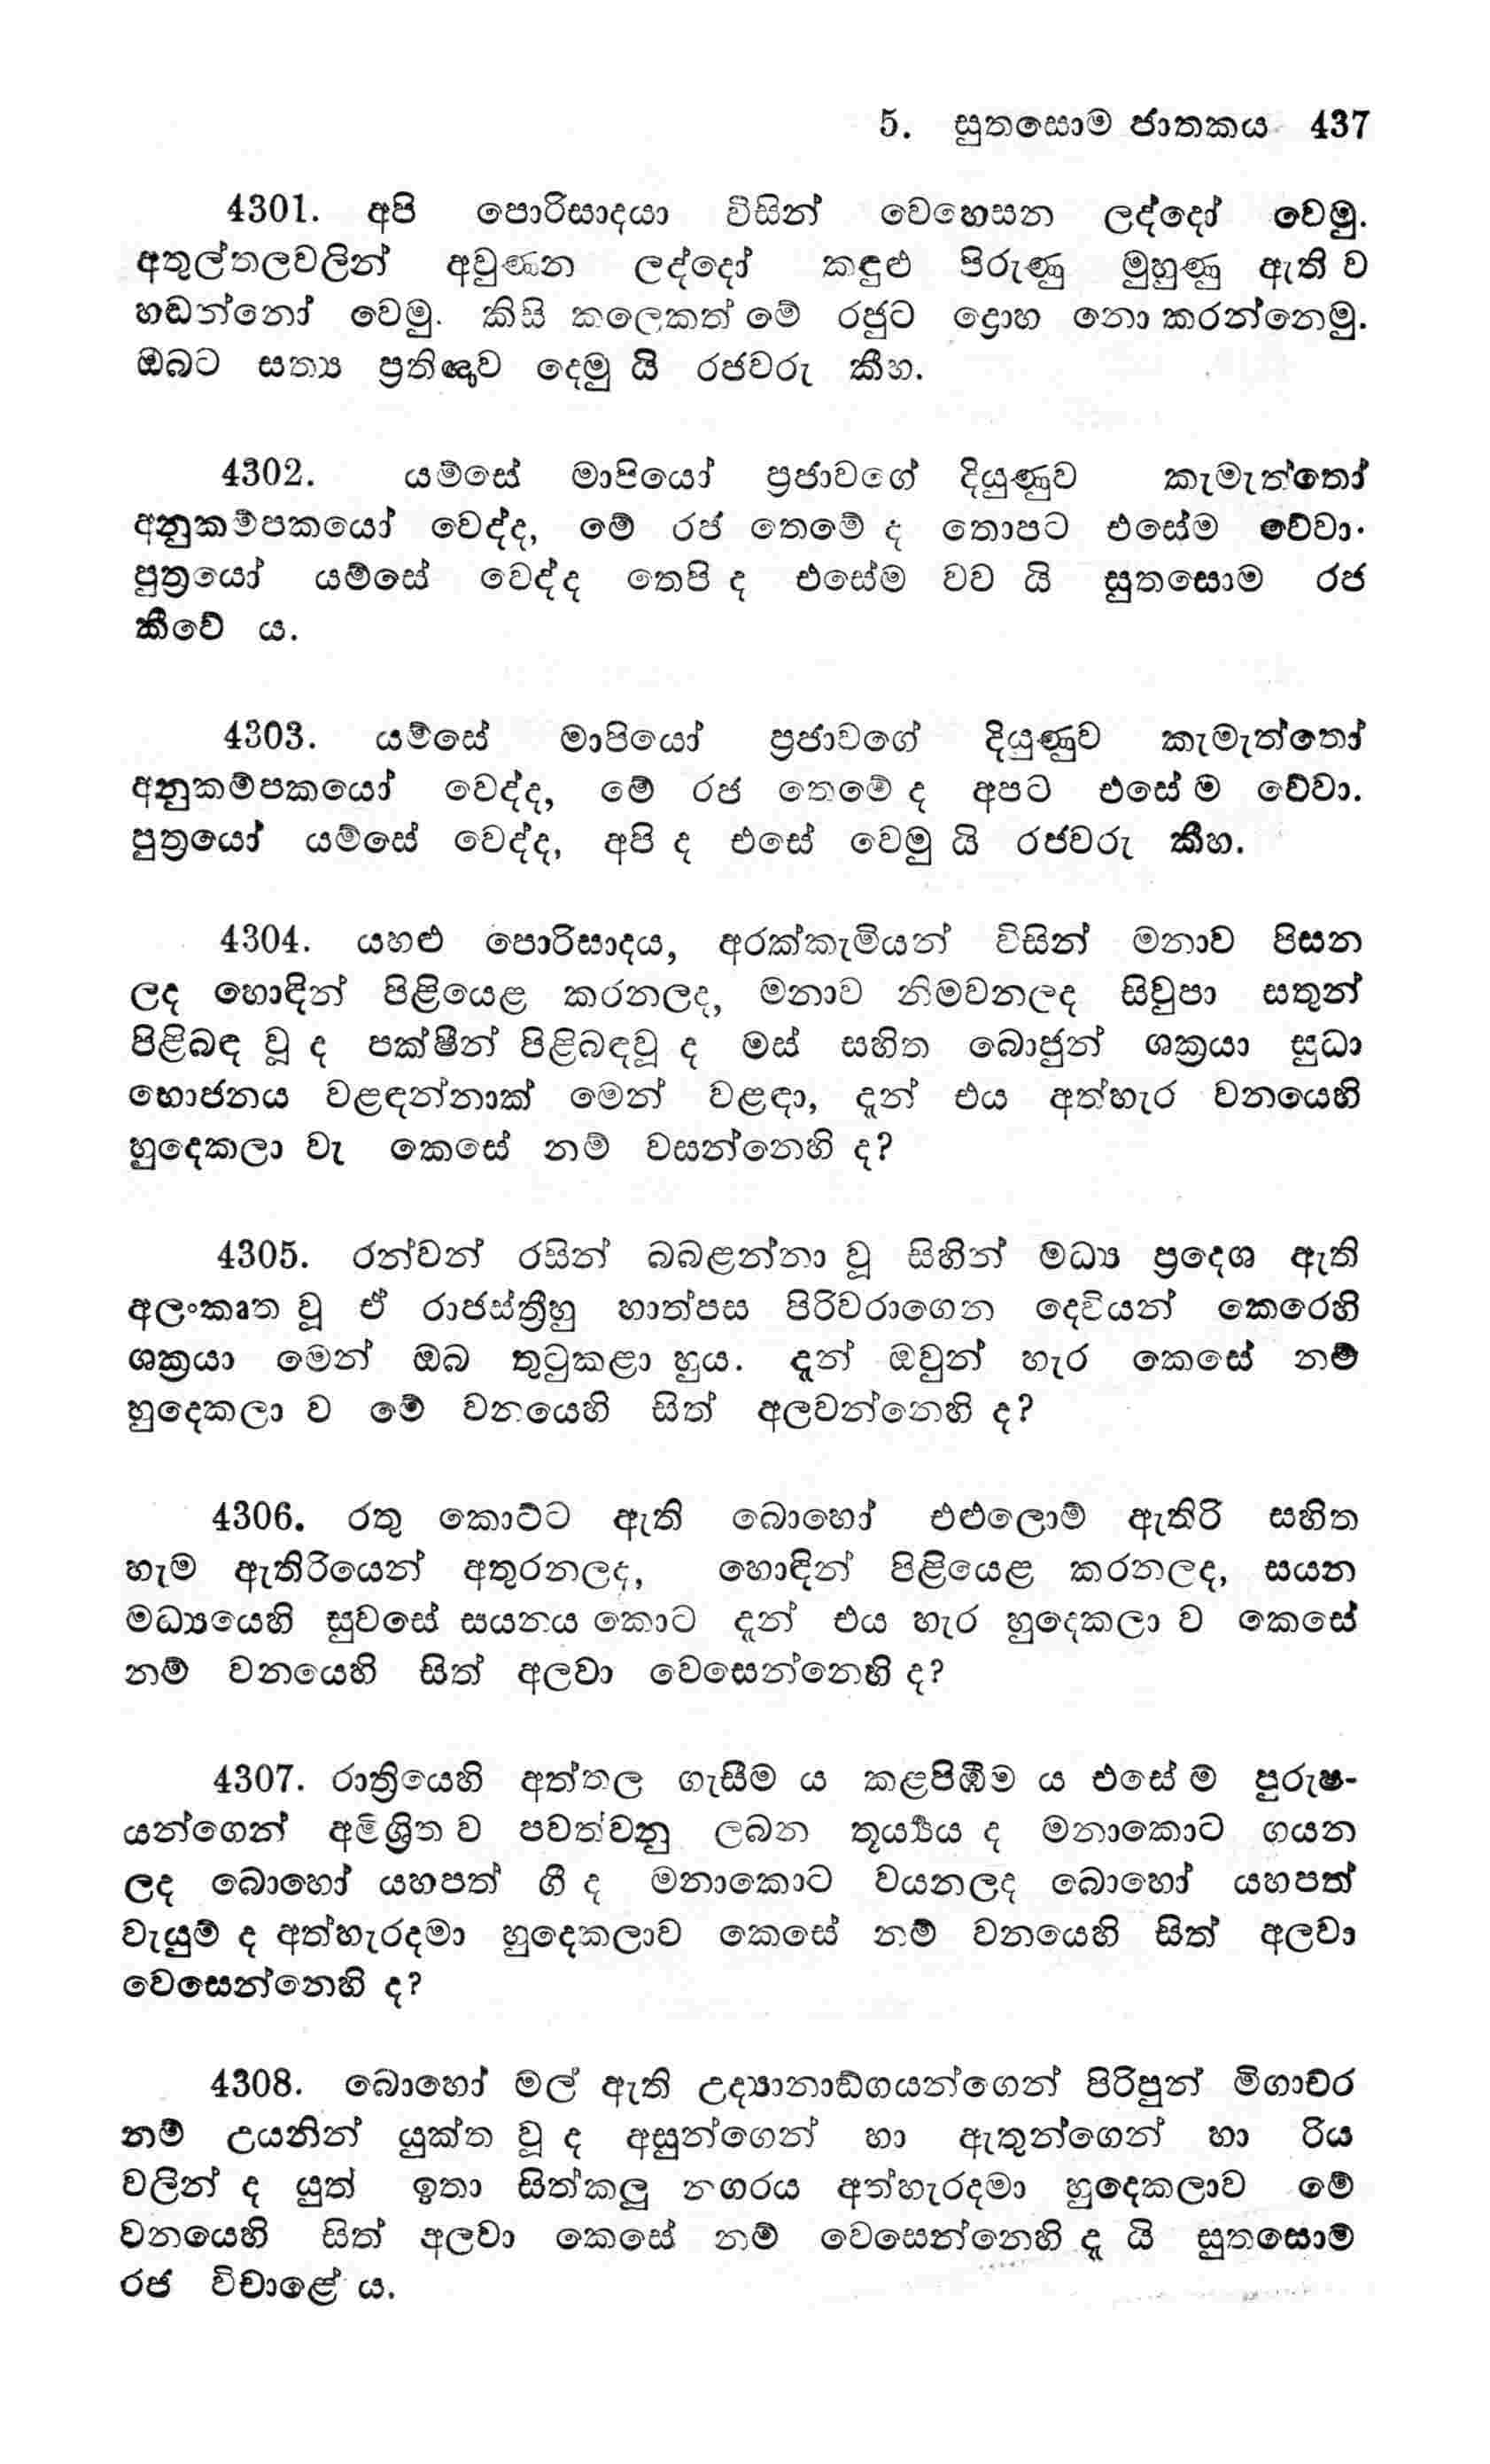 5. සුතසොම ජාතකය 437
4301. අපි පොරිසාදයා විසින් වෙහෙසන ලද්දෝ වෙමු.
අතුල්තලවලින් අවුණන ලද්දෝ කඳුළු පිරුණු මුහුණු ඇති ව
හඬන්නෝ වෙමු. කිසි කලෙකත් මේ රජුට ද්‍රොහ නො කරන්නෙමු.
ඔබට සත්‍ය ප්‍රතිඥාව දෙමු යි රජවරු කීහ.
4302. යම්සේ මාපියෝ ප්‍රජාවගේ දියුණුව කැමැත්තෝ
අනුකම්පකයෝ වෙද්ද, මේ රජ තෙමේ ද තොපට එසේම වේවා.
පුත්‍රයෝ යම්සේ වෙද්ද තෙපි ද එසේම වව යි සුතසොම රජ
කීවේ ය.
4303. යම්සේ මාපියෝ ප්‍රජාවගේ දියුණුව කැමැත්තෝ
අනුකම්පකයෝ වෙද්ද, මේ රජ තෙමේ ද අපට එසේ ම වේවා.
පුත්‍රයෝ යම්සේ වෙද්ද, අපි ද එසේ වෙමු යි රජවරු කීහ.
4304. යහළු පොරිසාදය, අරක්කැමියන් විසින් මනාව පිසන
ලද හොඳින් පිළියෙළ කරනලද, මනාව නිමවනලද සිවුපා සතුන්
පිළිබඳ වූ ද පක්ෂීන් පිළිබඳවූ ද මස් සහිත බොජුන් ශක්‍රයා සුධා
භොජනය වළඳන්නාක් මෙන් වළඳා, දැන් එය අත්හැර වනයෙහි
හුදෙකලා වැ කෙසේ නම් වසන්නෙහි ද?
4305. රන්වන් රසින් බබළන්නා වූ සිහින් මධ්‍ය ප්‍රදෙශ ඇති
අලංකෘත වූ ඒ රාජස්ත්‍රීහු හාත්පස පිරිවරාගෙන දෙවියන් කෙරෙහි
ශක්‍රයා මෙන් ඔබ තුටුකළා හුය. දැන් ඔවුන් හැර කෙසේ නම්
හුදෙකලා ව මේ වනයෙහි සිත් අලවන්නෙහි ද?
4306. රතු කොට්ට ඇති බොහෝ එළුලොම් ඇතිරි සහිත
හැම ඇතිරියෙන් අතුරනලද, හොඳින් පිළියෙළ කරනලද, සයන
මධ්‍යයෙහි සුවසේ සයනය කොට දැන් එය හැර හුදෙකලා ව කෙසේ
නම් වනයෙහි සිත් අලවා වෙසෙන්නෙහි ද?
4307. රාත්‍රියෙහි අත්තල ගැසීම ය කළපිඹීම ය එසේ ම පුරුෂ-
යන්ගෙන් අමිශ්‍රිත ව පවත්වනු ලබන තූර්‍ය්‍යය ද මනාකොට ගයන
ලද බොහෝ යහපත් ගී ද මනාකොට වයනලද බොහෝ යහපත්
වැයුම් ද අත්හැරදමා හුදෙකලාව කෙසේ නම් වනයෙහි සිත් අලවා
වෙසෙන්නෙහි ද?
4308. බොහෝ මල් ඇති උද්‍යානාඞ්ගයන්ගෙන් පිරිපුන් මිගාචර
නම් උයනින් යුක්ත වූ ද අසුන්ගෙන් හා ඇතුන්ගෙන් හා රිය
වලින් ද යුත් ඉතා සිත්කලු නගරය අත්හැරදමා හුදෙකලාව මේ
වනයෙහි සිත් අලවා කෙසේ නම් වෙසෙන්නෙහි දැ යි සුතසොම
රජ විචාළේ ය.